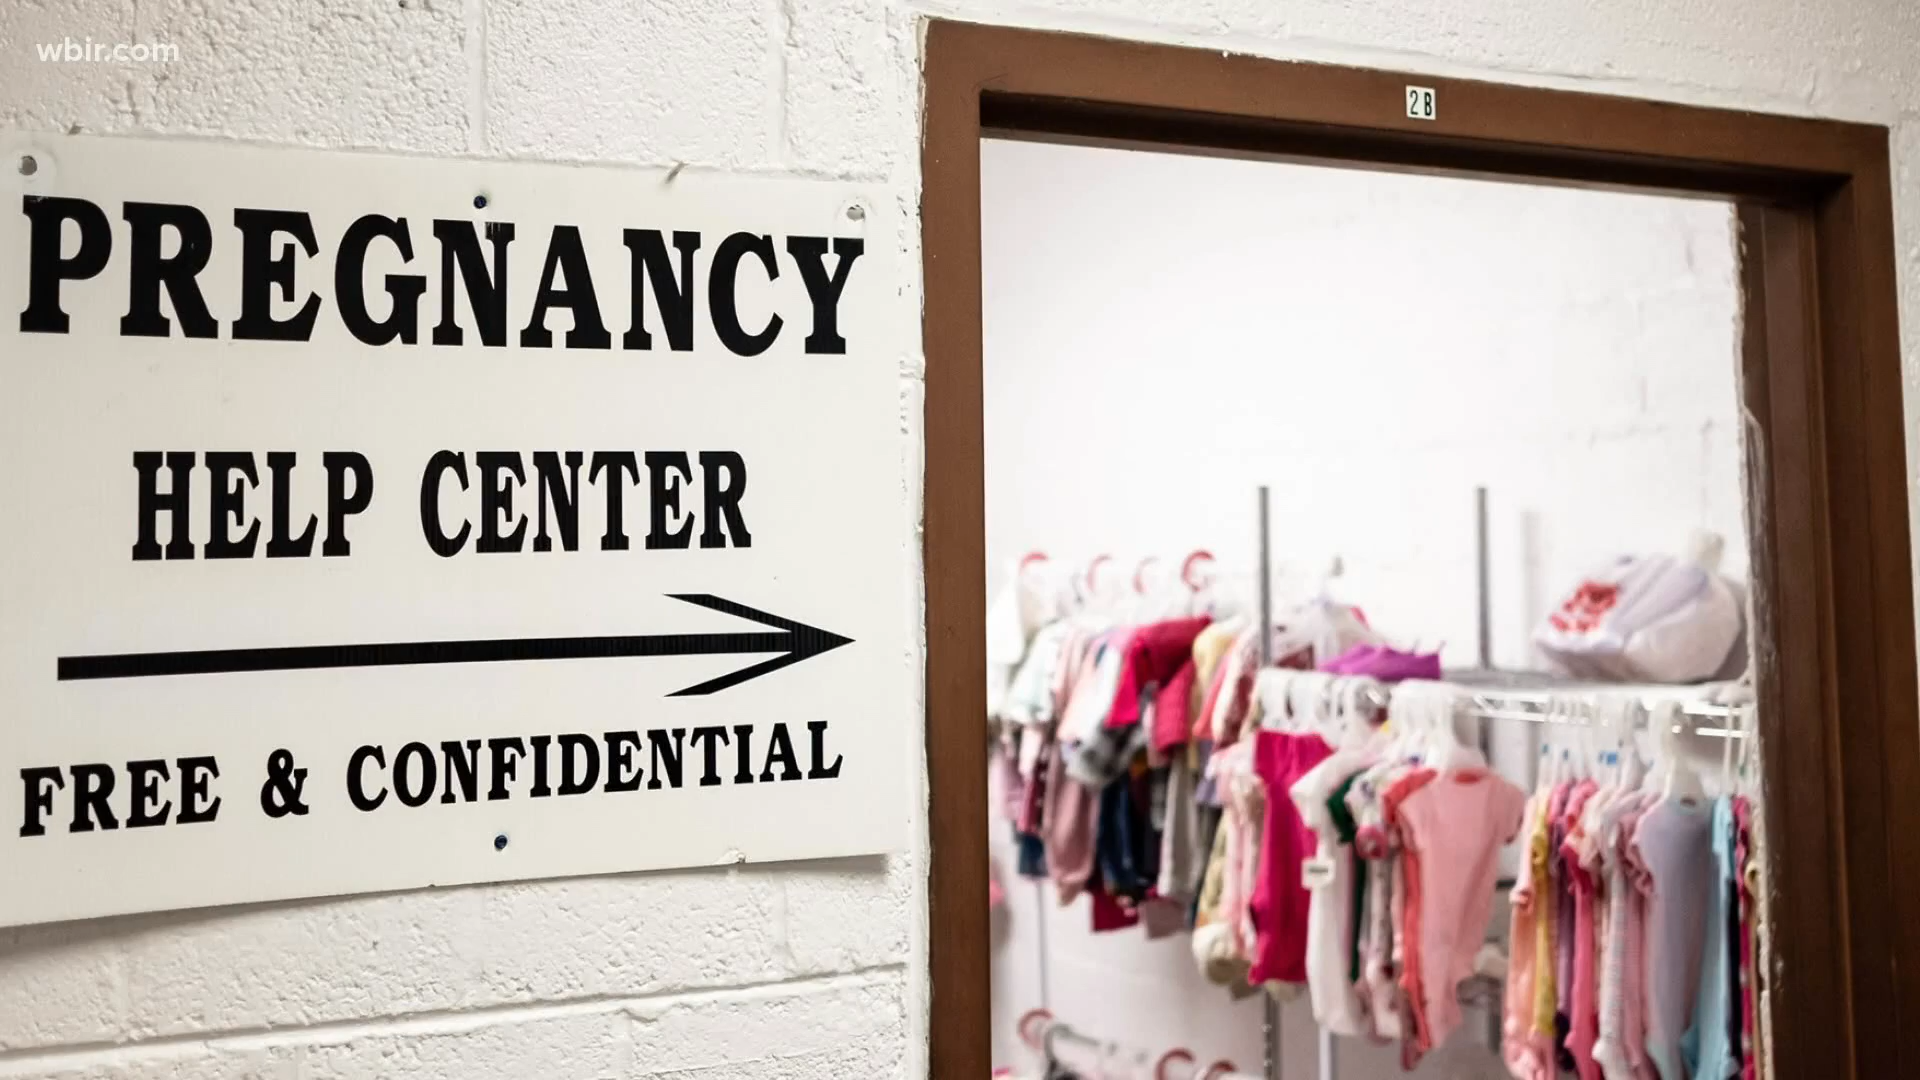 wbir.com
2B
PREGNANCY
HELP CENTER
FREE & CONFIDENTIAL